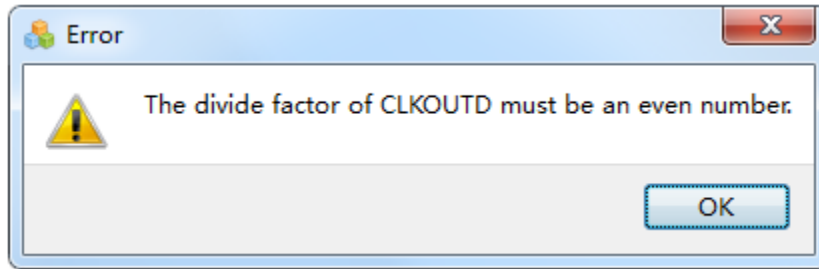 Error
The divide factor of CLKOUTD must be an even number.
OK